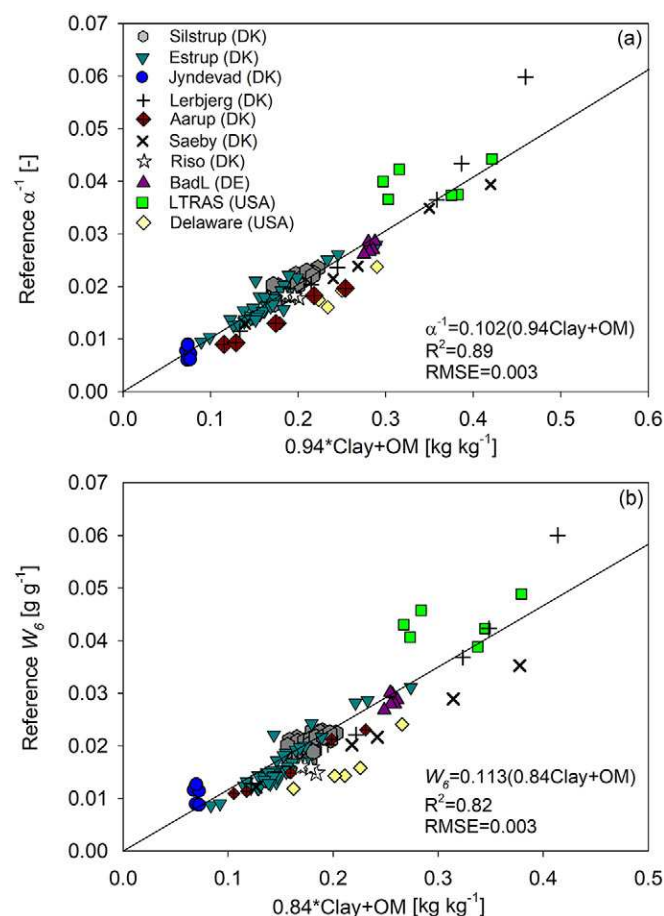 (a)
Silstrup (DK)
Estrup (DK)
Jyndevad (DK)
Lerbjerg (DK)
Aarup (DK)
Saeby (DK)
Riso (DK)
BadL (DE)
LTRAS (USA)
Delaware (USA)
0.07
0.06
0.05
0.04
0.03
0.02
0.01
0.00
Reference α⁻¹ [-]
α⁻¹=0.102(0.94Clay+OM)
R²=0.89
RMSE=0.003
0.0 0.1 0.2 0.3 0.4 0.5 0.6
0.94*Clay+OM [kg kg⁻¹]
(b)
0.07
0.06
0.05
0.04
0.03
0.02
0.01
0.00
Reference W₆ [g g⁻¹]
W₆=0.113(0.84Clay+OM)
R²=0.82
RMSE=0.003
0.0 0.1 0.2 0.3 0.4 0.5
0.84*Clay+OM [kg kg⁻¹]